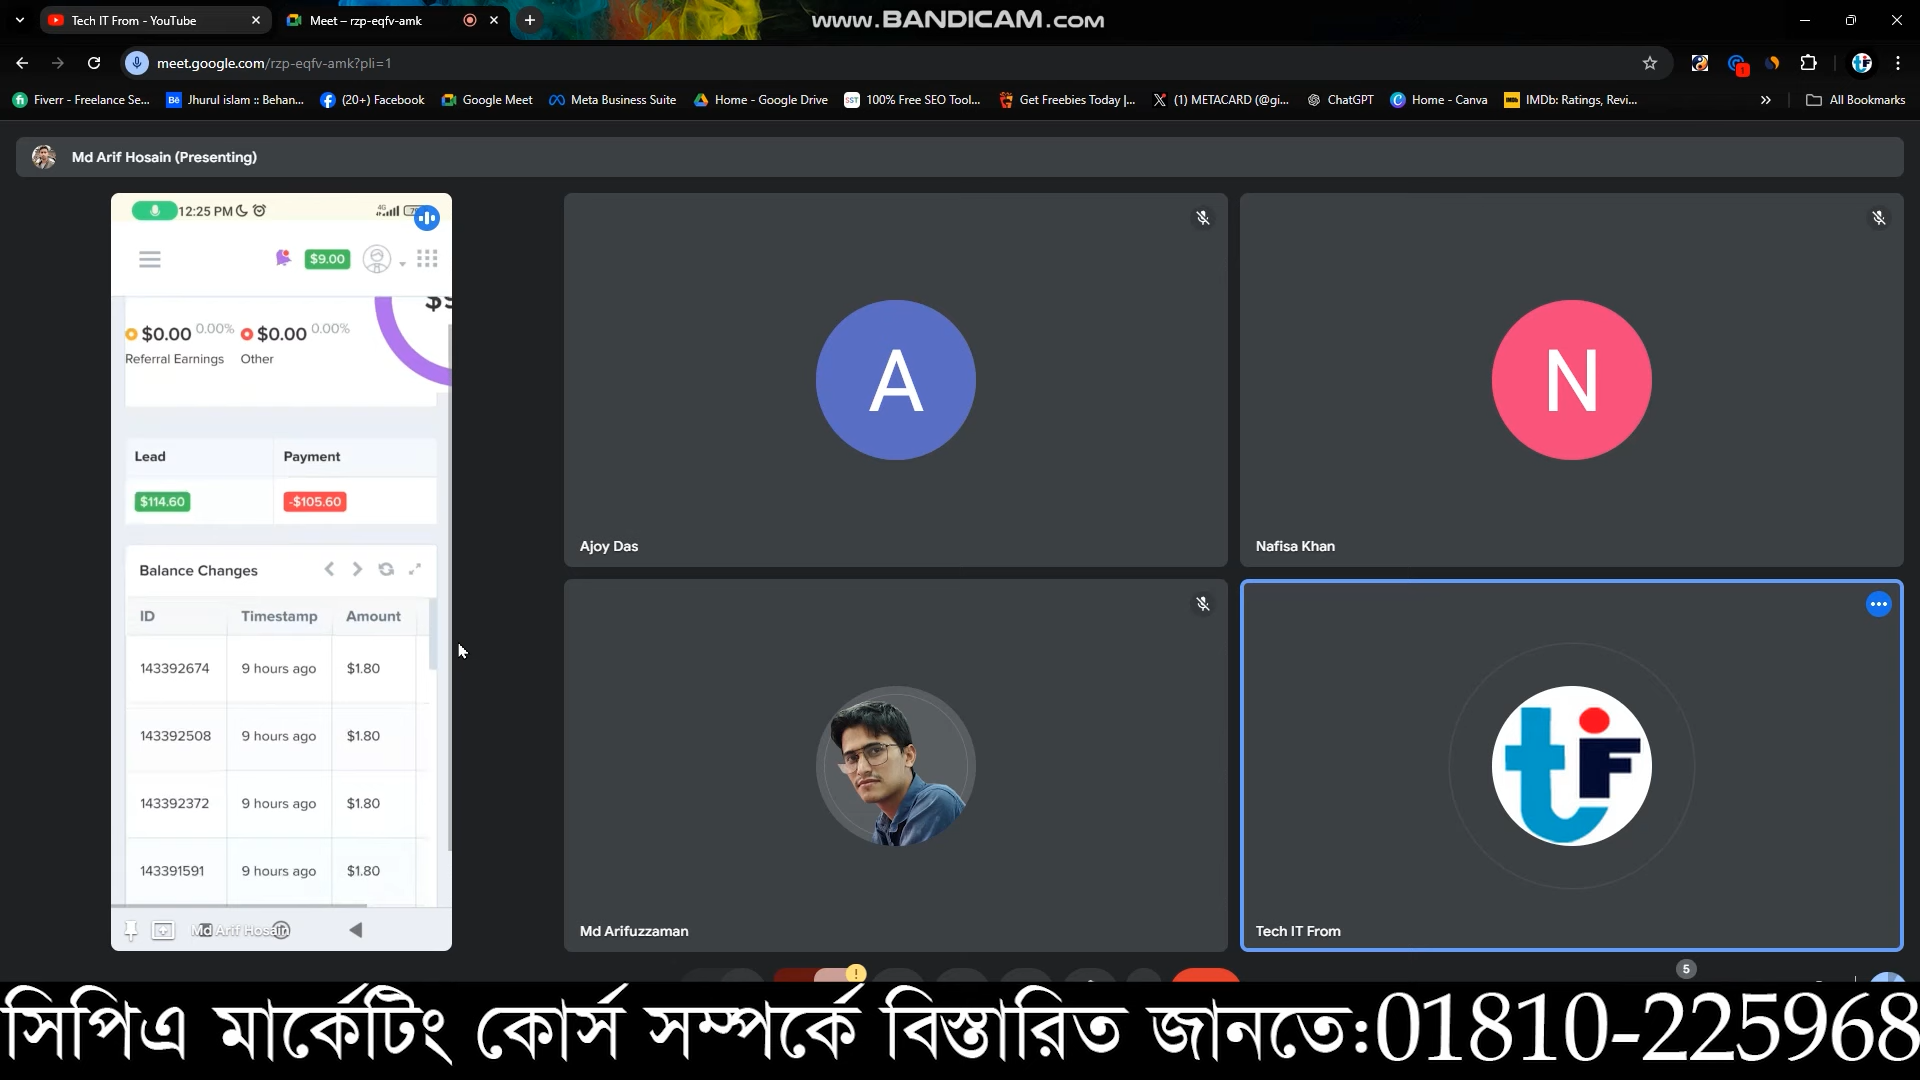 Tech IT From - YouTube
Meet – rzp-eqfv-amk
www.BANDICAM.com
meet.google.com/rzp-eqfv-amk?pli=1
Fiverr - Freelance Se...
Jhurul islam :: Behan...
(20+) Facebook
Google Meet
Meta Business Suite
Home - Google Drive
100% Free SEO Tool...
Get Freebies Today |...
(1) METACARD (@gi...
ChatGPT
Home - Canva
IMDb: Ratings, Revi...
All Bookmarks
Md Arif Hosain (Presenting)
12:25 PM
4G
$9.00
$0.00 0.00% $0.00 0.00%
Referral Earnings Other
Lead Payment
$114.60 -$105.60
Balance Changes
ID Timestamp Amount
143392674 9 hours ago $1.80
143392508 9 hours ago $1.80
143392372 9 hours ago $1.80
143391591 9 hours ago $1.80
Md Arif Hosain
A
Ajoy Das
N
Nafisa Khan
Md Arifuzzaman
tiF
Tech IT From
5
সিপিএ মার্কেটিং কোর্স সম্পর্কে বিস্তারিত জানতে:01810-225968